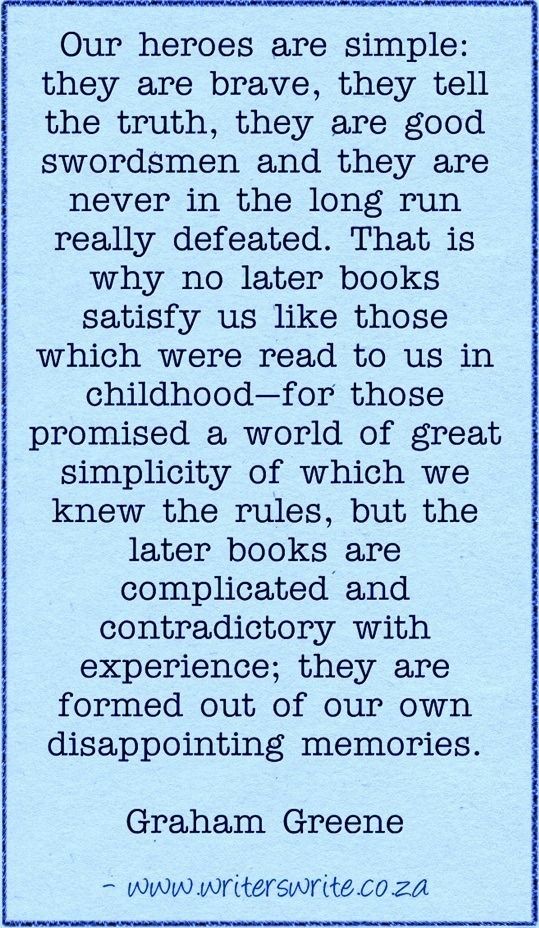 Our heroes are simple:
they are brave, they tell
the truth, they are good
swordsmen and they are
never in the long run
really defeated. That is
why no later books
satisfy us like those
which were read to us in
childhood—for those
promised a world of great
simplicity of which we
knew the rules, but the
later books are
complicated and
contradictory with
experience; they are
formed out of our own
disappointing memories.
Graham Greene
- www.writerswrite.co.za